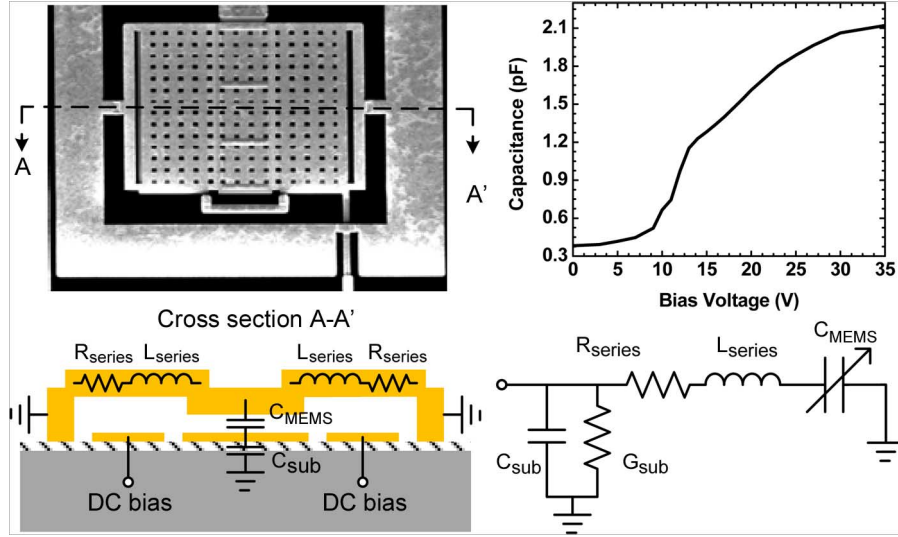 A
A'
Capacitance (pF)
2.1
1.8
1.5
1.2
0.9
0.6
0.3
0 5 10 15 20 25 30 35
Bias Voltage (V)
Cross section A-A'
Rseries Lseries Lseries Rseries
CMEMS
Csub
DC bias DC bias
Rseries Lseries CMEMS
Csub Gsub